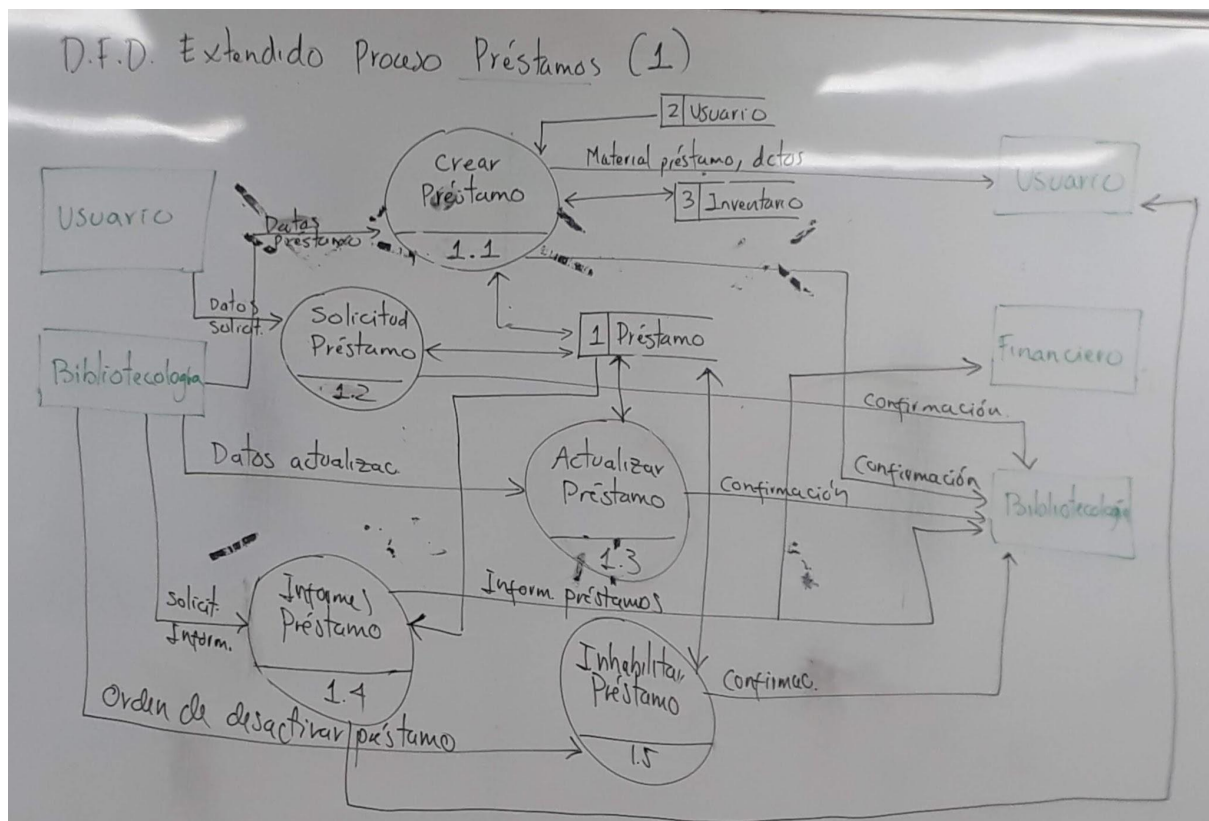 D.F.D. Extendido Proceso Préstamos (1)
2 Usuario
Crear
Préstamo
1.1
Material préstamo, datos
Usuario
Usuario
3 Inventario
Datos
Prestamo
Datos
Solicit.
Solicitud
Préstamo
1.2
1 Préstamo
Financiero
Bibliotecología
Confirmación.
Datos actualizac.
Actualizar
Préstamo
1.3
Confirmación
Confirmación
Bibliotecología
Solicit.
Inform.
Informes
Préstamo
1.4
Inform. préstamos
Inhabilitar
Préstamo
1.5
Confirmac.
Orden de desactivar préstamo